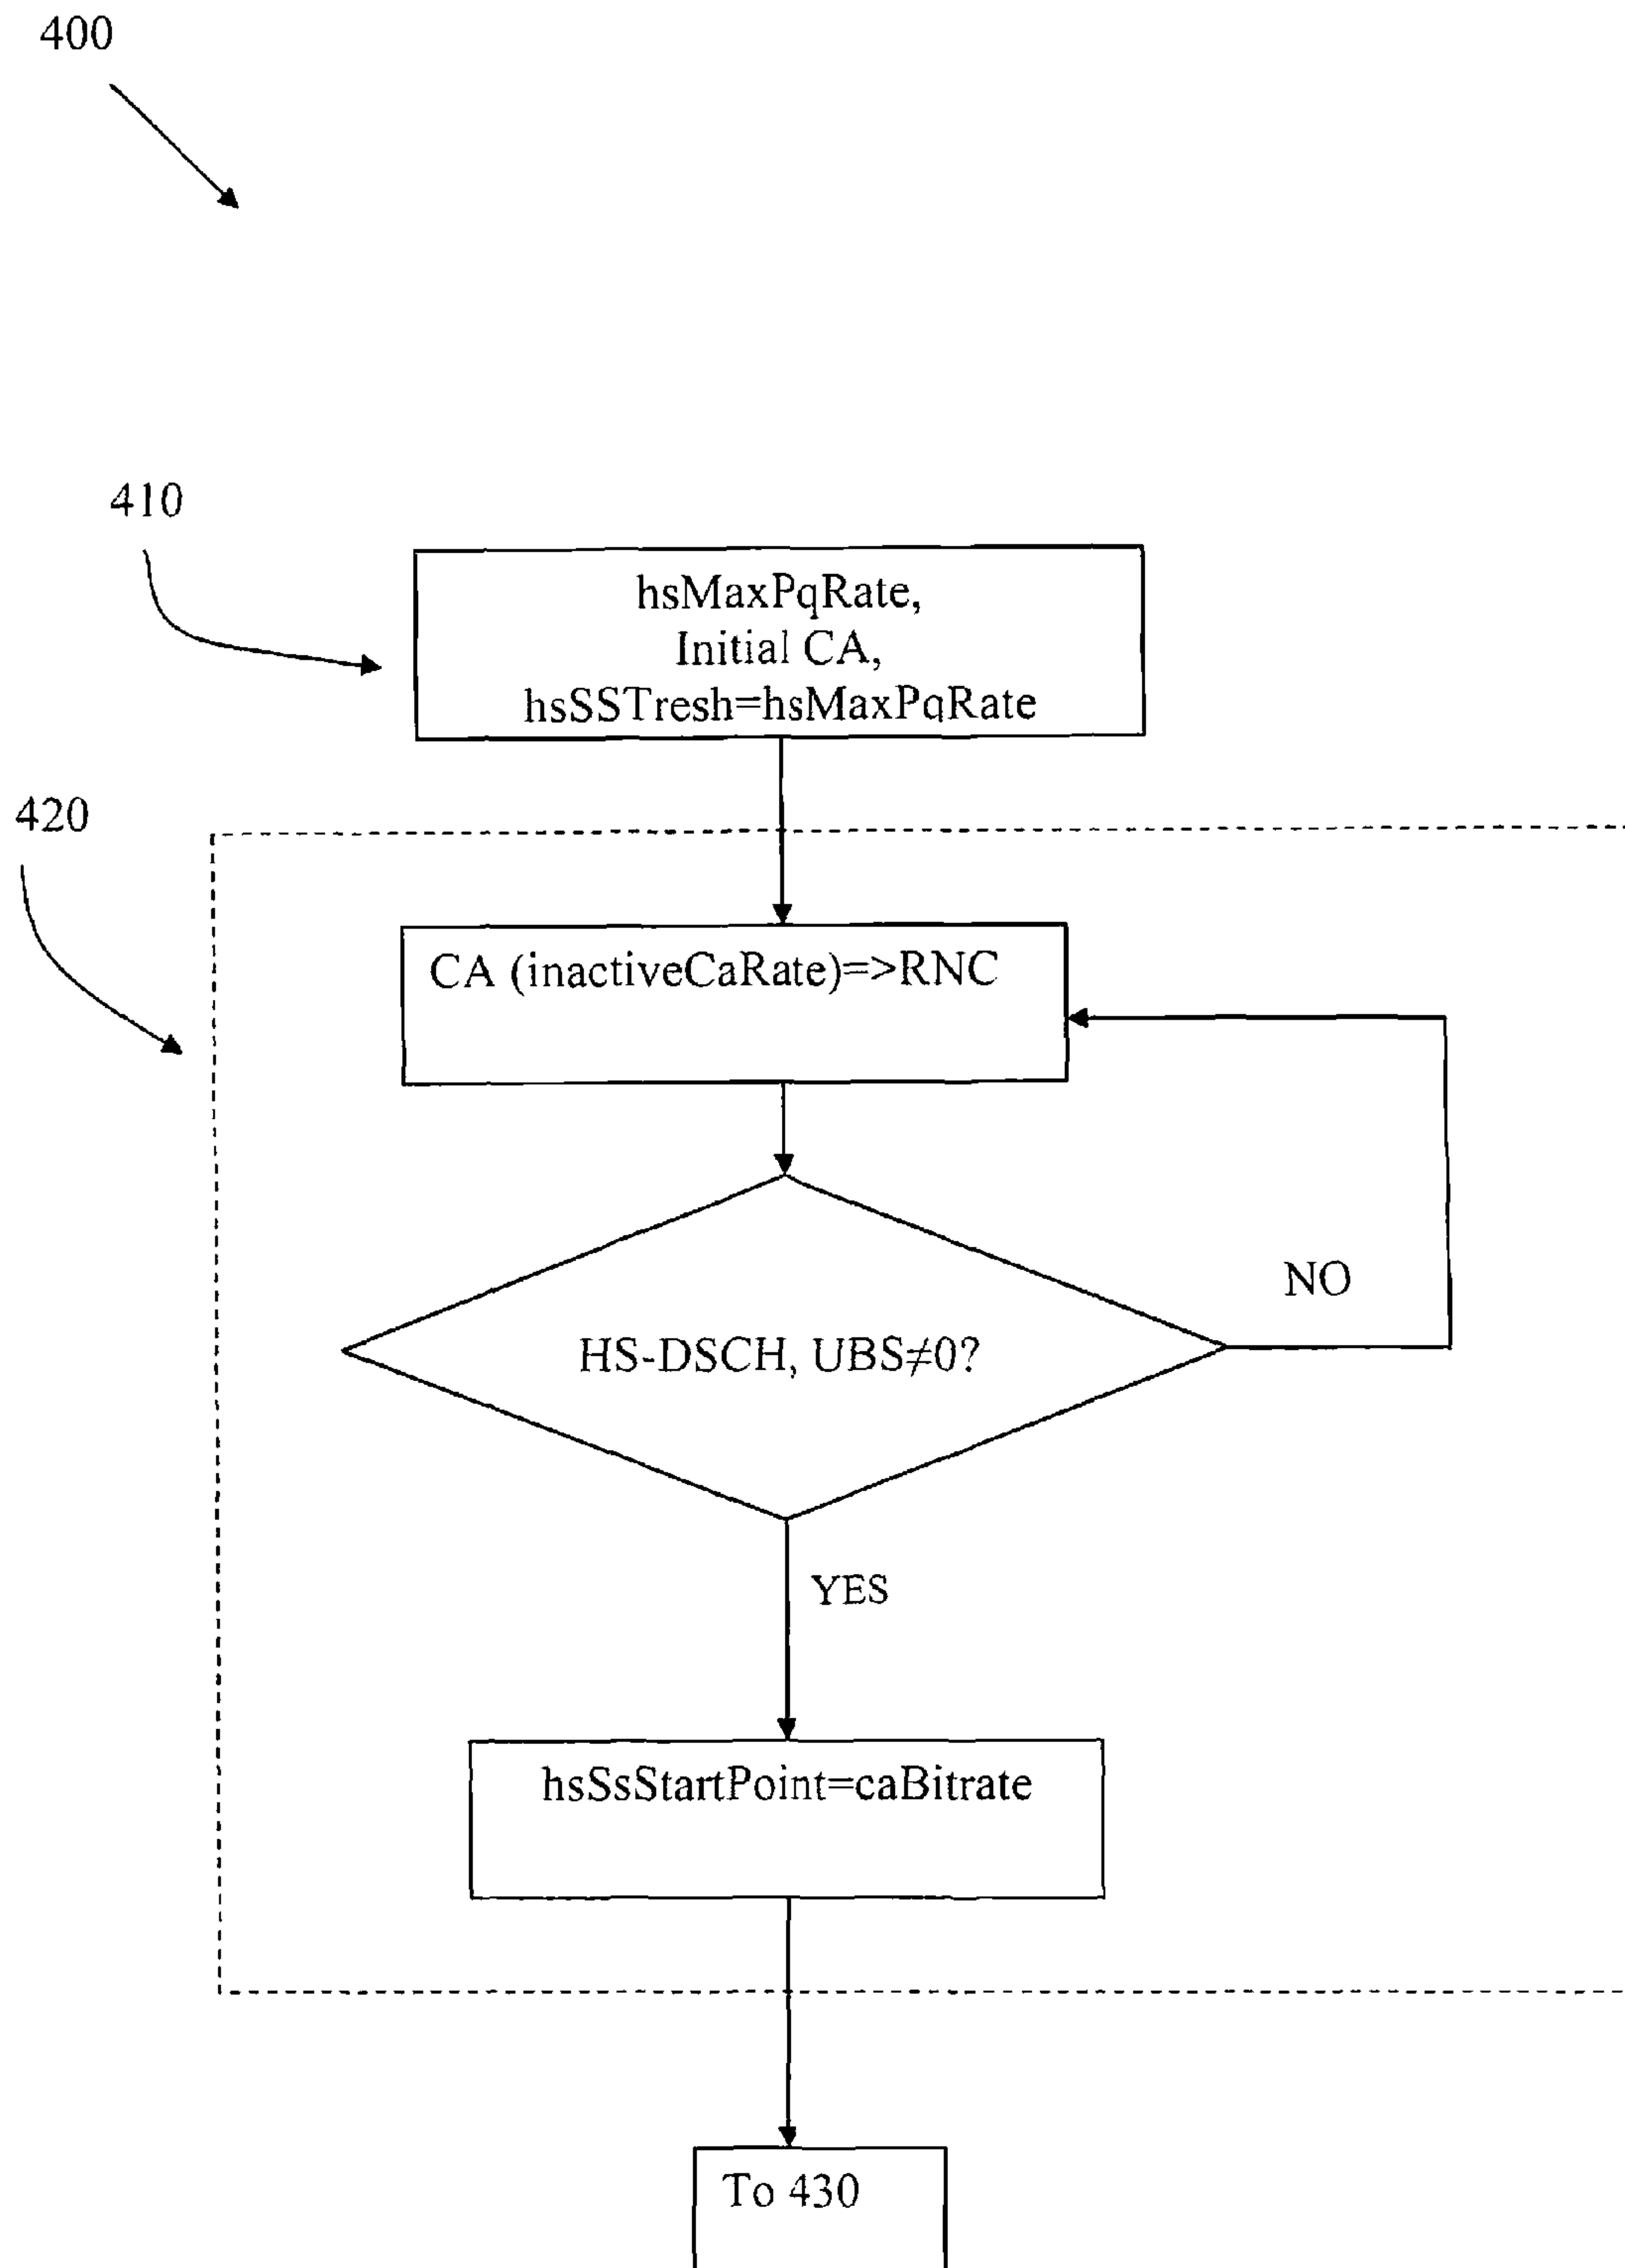 400
410
hsMaxPqRate,
Initial CA,
hsSSTresh=hsMaxPqRate
420
CA (inactiveCaRate)=>RNC
NO
HS-DSCH, UBS≠0?
YES
hsSsStartPoint=caBitrate
To 430